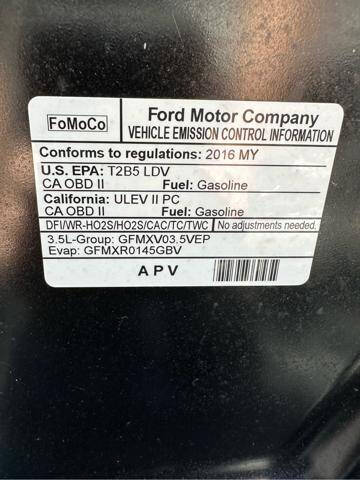 FoMoCo
Ford Motor Company
VEHICLE EMISSION CONTROL INFORMATION
Conforms to regulations: 2016 MY
U.S. EPA: T2B5 LDV
CA OBD II Fuel: Gasoline
California: ULEV II PC
CA OBD II Fuel: Gasoline
DFI/WR-HO2S/HO2S/CAC/TC/TWC No adjustments needed.
3.5L-Group: GFMXV03.5VEP
Evap: GFMXR0145GBV
APV